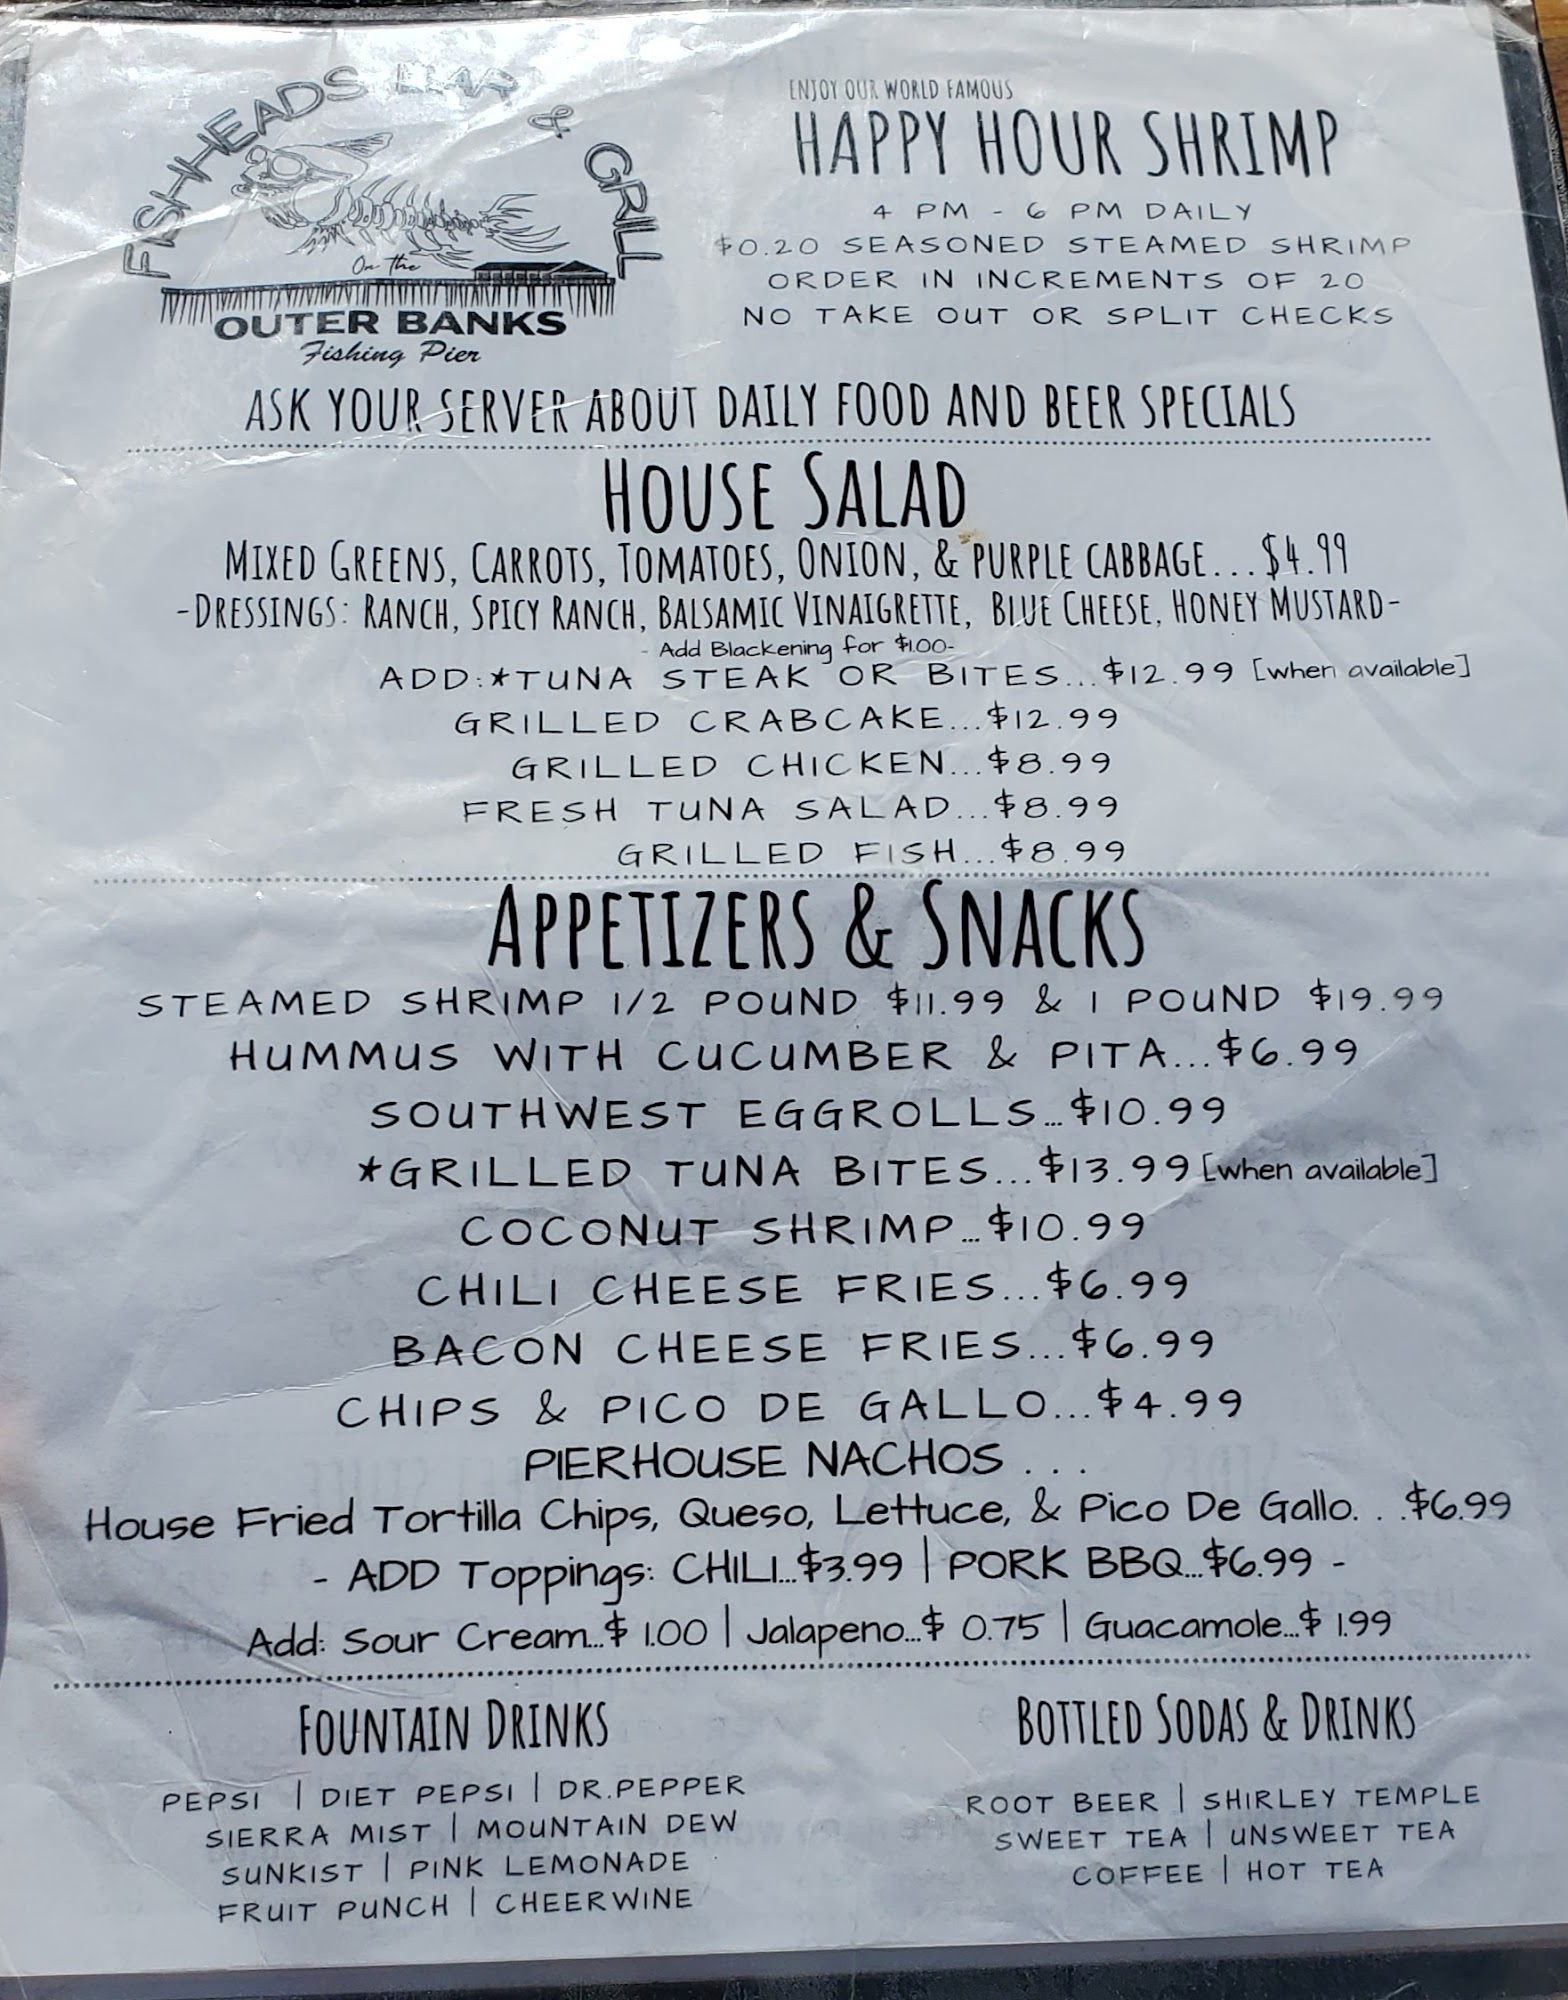 FISHHEADS BAR & GRILL
On the
OUTER BANKS
Fishing Pier
ENJOY OUR WORLD FAMOUS
HAPPY HOUR SHRIMP
4 PM - 6 PM DAILY
$0.20 SEASONED STEAMED SHRIMP
ORDER IN INCREMENTS OF 20
NO TAKE OUT OR SPLIT CHECKS
ASK YOUR SERVER ABOUT DAILY FOOD AND BEER SPECIALS
HOUSE SALAD
MIXED GREENS, CARROTS, TOMATOES, ONION, & PURPLE CABBAGE...$4.99
-DRESSINGS: RANCH, SPICY RANCH, BALSAMIC VINAIGRETTE, BLUE CHEESE, HONEY MUSTARD-
- Add Blackening for $1.00-
ADD:*TUNA STEAK OR BITES...$12.99 [when available]
GRILLED CRABCAKE...$12.99
GRILLED CHICKEN...$8.99
FRESH TUNA SALAD...$8.99
GRILLED FISH...$8.99
APPETIZERS & SNACKS
STEAMED SHRIMP 1/2 POUND $11.99 & 1 POUND $19.99
HUMMUS WITH CUCUMBER & PITA...$6.99
SOUTHWEST EGGROLLS...$10.99
*GRILLED TUNA BITES...$13.99 [when available]
COCONUT SHRIMP...$10.99
CHILI CHEESE FRIES...$6.99
BACON CHEESE FRIES...$6.99
CHIPS & PICO DE GALLO...$4.99
PIERHOUSE NACHOS . . .
House Fried Tortilla Chips, Queso, Lettuce, & Pico De Gallo. . .$6.99
- ADD Toppings: CHILI...$3.99 | PORK BBQ...$6.99 -
Add: Sour Cream...$ 1.00 | Jalapeno...$ 0.75 | Guacamole...$ 1.99
FOUNTAIN DRINKS
PEPSI | DIET PEPSI | DR.PEPPER
SIERRA MIST | MOUNTAIN DEW
SUNKIST | PINK LEMONADE
FRUIT PUNCH | CHEERWINE
BOTTLED SODAS & DRINKS
ROOT BEER | SHIRLEY TEMPLE
SWEET TEA | UNSWEET TEA
COFFEE | HOT TEA